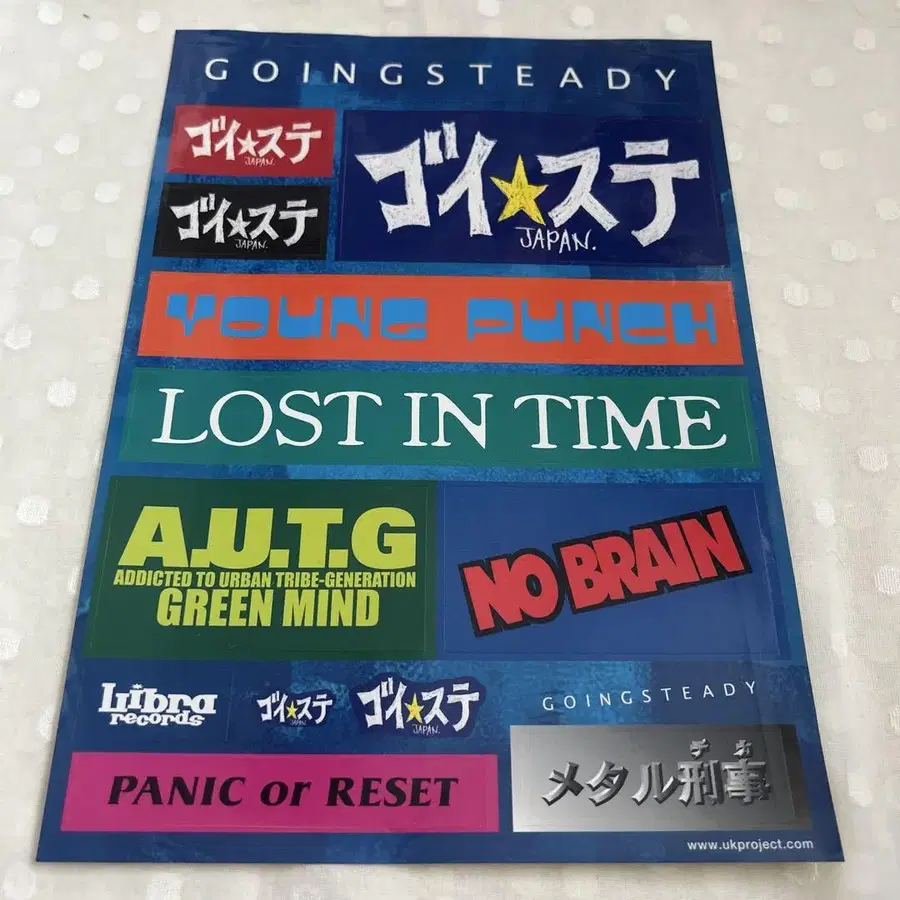 GOINGSTEADY
ゴイ★ステ
JAPAN.
ゴイ★ステ
JAPAN.
ゴイ★ステ
JAPAN.
YOUNG PUNCH
LOST IN TIME
A.U.T.G
ADDICTED TO URBAN TRIBE-GENERATION
GREEN MIND
NO BRAIN
Libra
records
ゴイ★ステ
JAPAN.
ゴイ★ステ
JAPAN.
GOINGSTEADY
PANIC or RESET
デカ
メタル刑事
www.ukproject.com